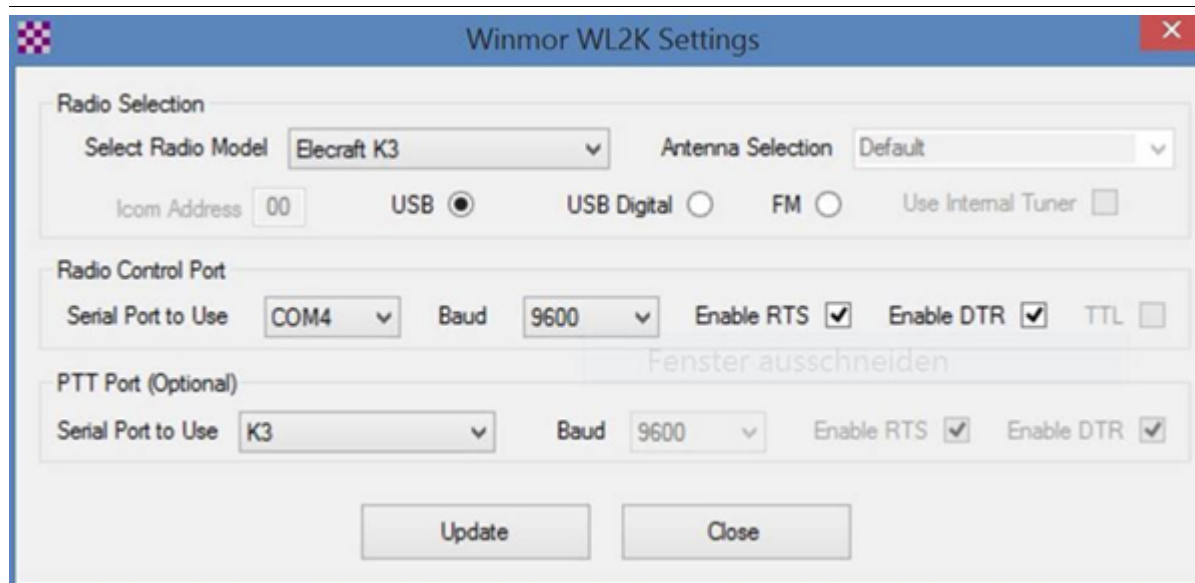 Winmor WL2K Settings
Radio Selection
Select Radio Model Elecraft K3 Antenna Selection Default
Icom Address 00 USB USB Digital FM Use Internal Tuner
Radio Control Port
Serial Port to Use COM4 Baud 9600 Enable RTS Enable DTR TTL
Fenster ausschneiden
PTT Port (Optional)
Serial Port to Use K3 Baud 9600 Enable RTS Enable DTR
Update Close